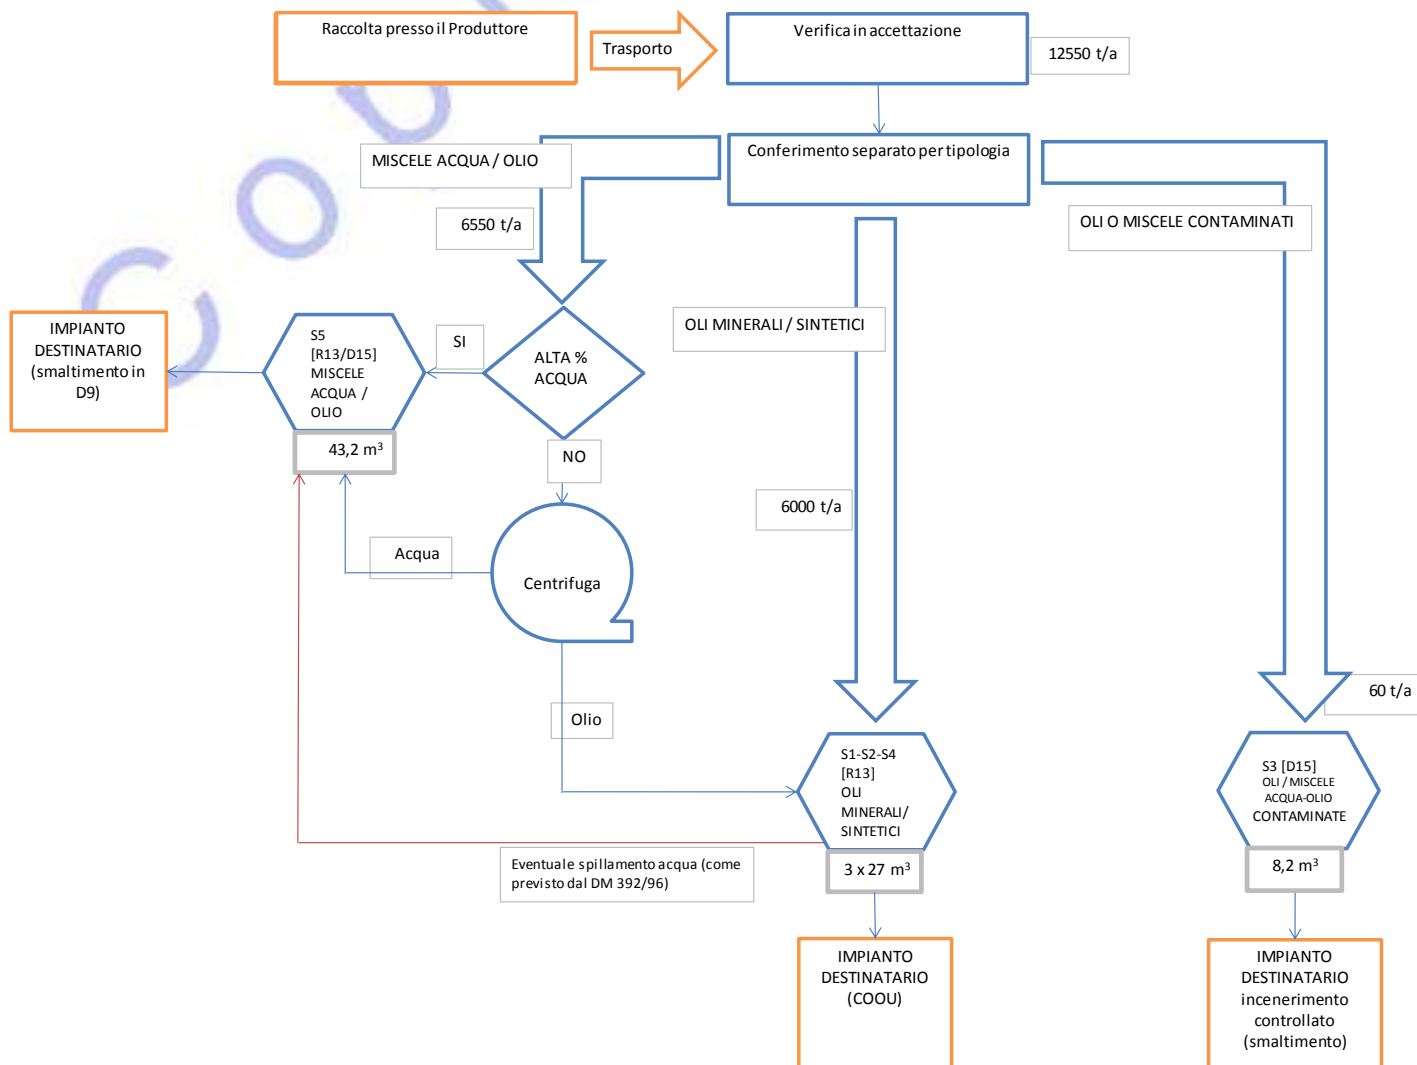 Raccolta presso il Produttore
Trasporto
Verifica in accettazione
12550 t/a
MISCELE ACQUA / OLIO
Conferimento separato per tipologia
6550 t/a
OLI O MISCELE CONTAMINATI
IMPIANTO
DESTINATARIO
(smaltimento in
D9)
S5
[R13/D15]
MISCELE
ACQUA /
OLIO
43,2 m³
SI
ALTA %
ACQUA
OLI MINERALI / SINTETICI
NO
6000 t/a
Acqua
Centrifuga
Olio
60 t/a
S1-S2-S4
[R13]
OLI
MINERALI/
SINTETICI
3 x 27 m³
S3 [D15]
OLI / MISCELE
ACQUA-OLIO
CONTAMINATE
8,2 m³
Eventuale spillamento acqua (come
previsto dal DM 392/96)
IMPIANTO
DESTINATARIO
(COOU)
IMPIANTO
DESTINATARIO
incenerimento
controllato
(smaltimento)